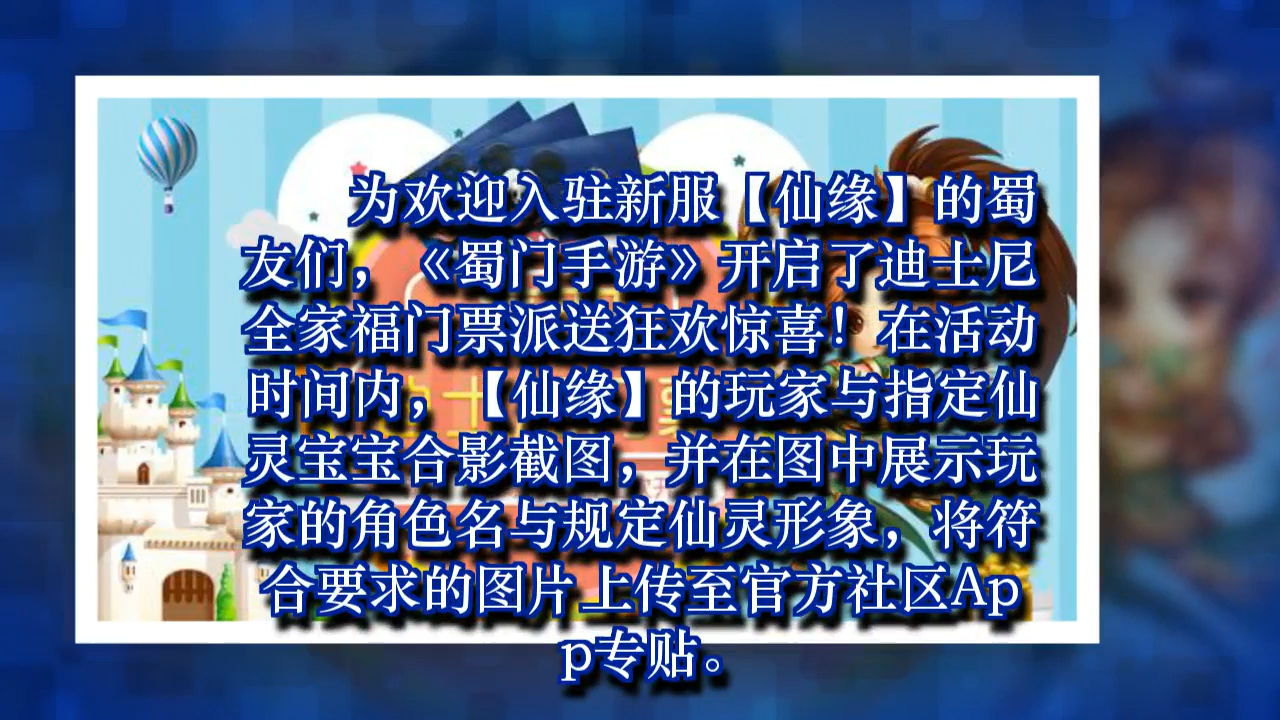 为欢迎入驻新服【仙缘】的蜀
友们，《蜀门手游》开启了迪士尼
全家福门票派送狂欢惊喜！在活动
时间内，【仙缘】的玩家与指定仙
灵宝宝合影截图，并在图中展示玩
家的角色名与规定仙灵形象，将符
合要求的图片上传至官方社区Ap
p专贴。